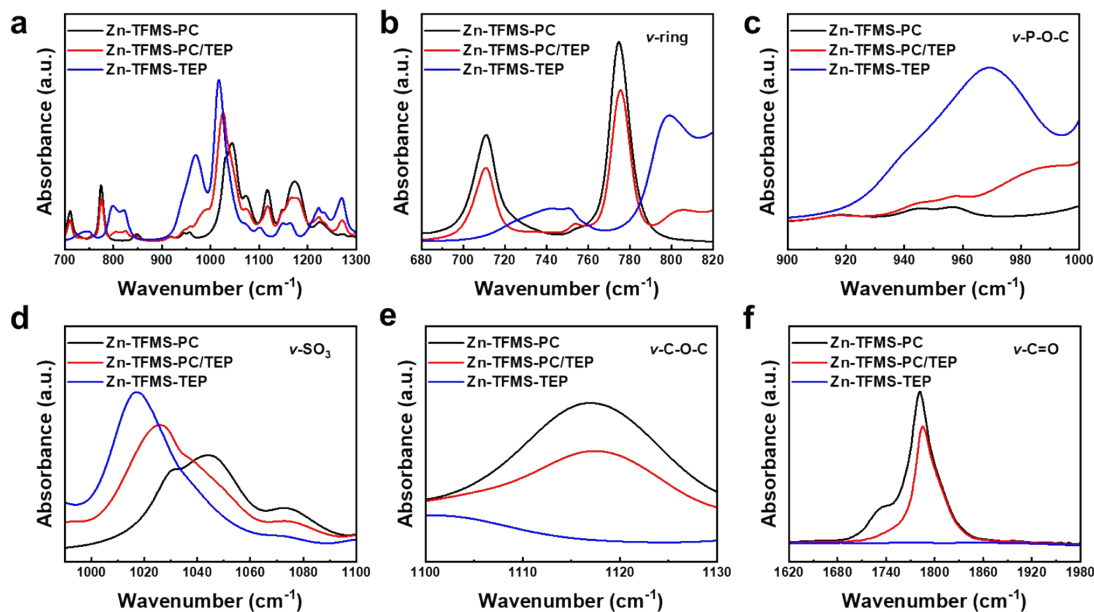 a
Zn-TFMS-PC
Zn-TFMS-PC/TEP
Zn-TFMS-TEP
Absorbance (a.u.)
700 800 900 1000 1100 1200 1300
Wavenumber (cm⁻¹)
b
Zn-TFMS-PC
Zn-TFMS-PC/TEP
Zn-TFMS-TEP
v-ring
Absorbance (a.u.)
680 700 720 740 760 780 800 820
Wavenumber (cm⁻¹)
c
Zn-TFMS-PC
Zn-TFMS-PC/TEP
Zn-TFMS-TEP
v-P-O-C
Absorbance (a.u.)
900 920 940 960 980 1000
Wavenumber (cm⁻¹)
d
Zn-TFMS-PC
Zn-TFMS-PC/TEP
Zn-TFMS-TEP
v-SO₃
Absorbance (a.u.)
1000 1020 1040 1060 1080 1100
Wavenumber (cm⁻¹)
e
Zn-TFMS-PC
Zn-TFMS-PC/TEP
Zn-TFMS-TEP
v-C-O-C
Absorbance (a.u.)
1100 1110 1120 1130
Wavenumber (cm⁻¹)
f
Zn-TFMS-PC
Zn-TFMS-PC/TEP
Zn-TFMS-TEP
v-C=O
Absorbance (a.u.)
1620 1680 1740 1800 1860 1920 1980
Wavenumber (cm⁻¹)